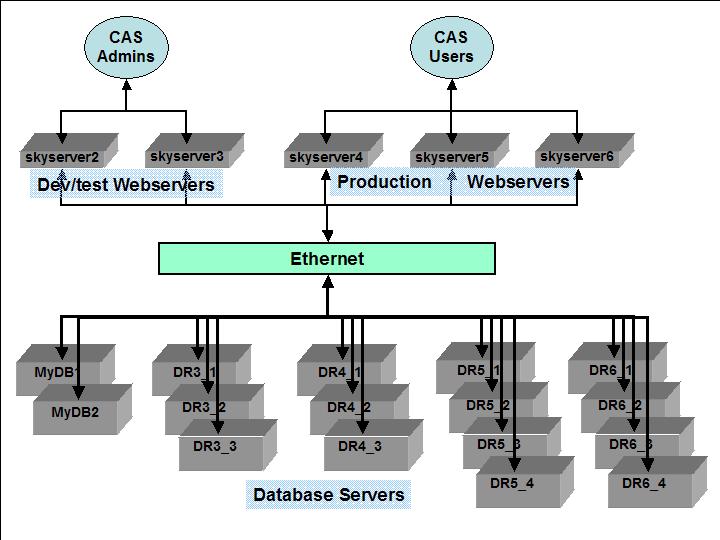 CAS
Admins
CAS
Users
skyserver2
skyserver3
skyserver4
skyserver5
skyserver6
Dev/test Webservers
Production Webservers
Ethernet
MyDB1
DR3_1
DR4_1
DR5_1
DR6_1
MyDB2
DR3_2
DR4_2
DR5_2
DR6_2
DR3_3
DR4_3
DR5_3
DR6_3
DR5_4
DR6_4
Database Servers